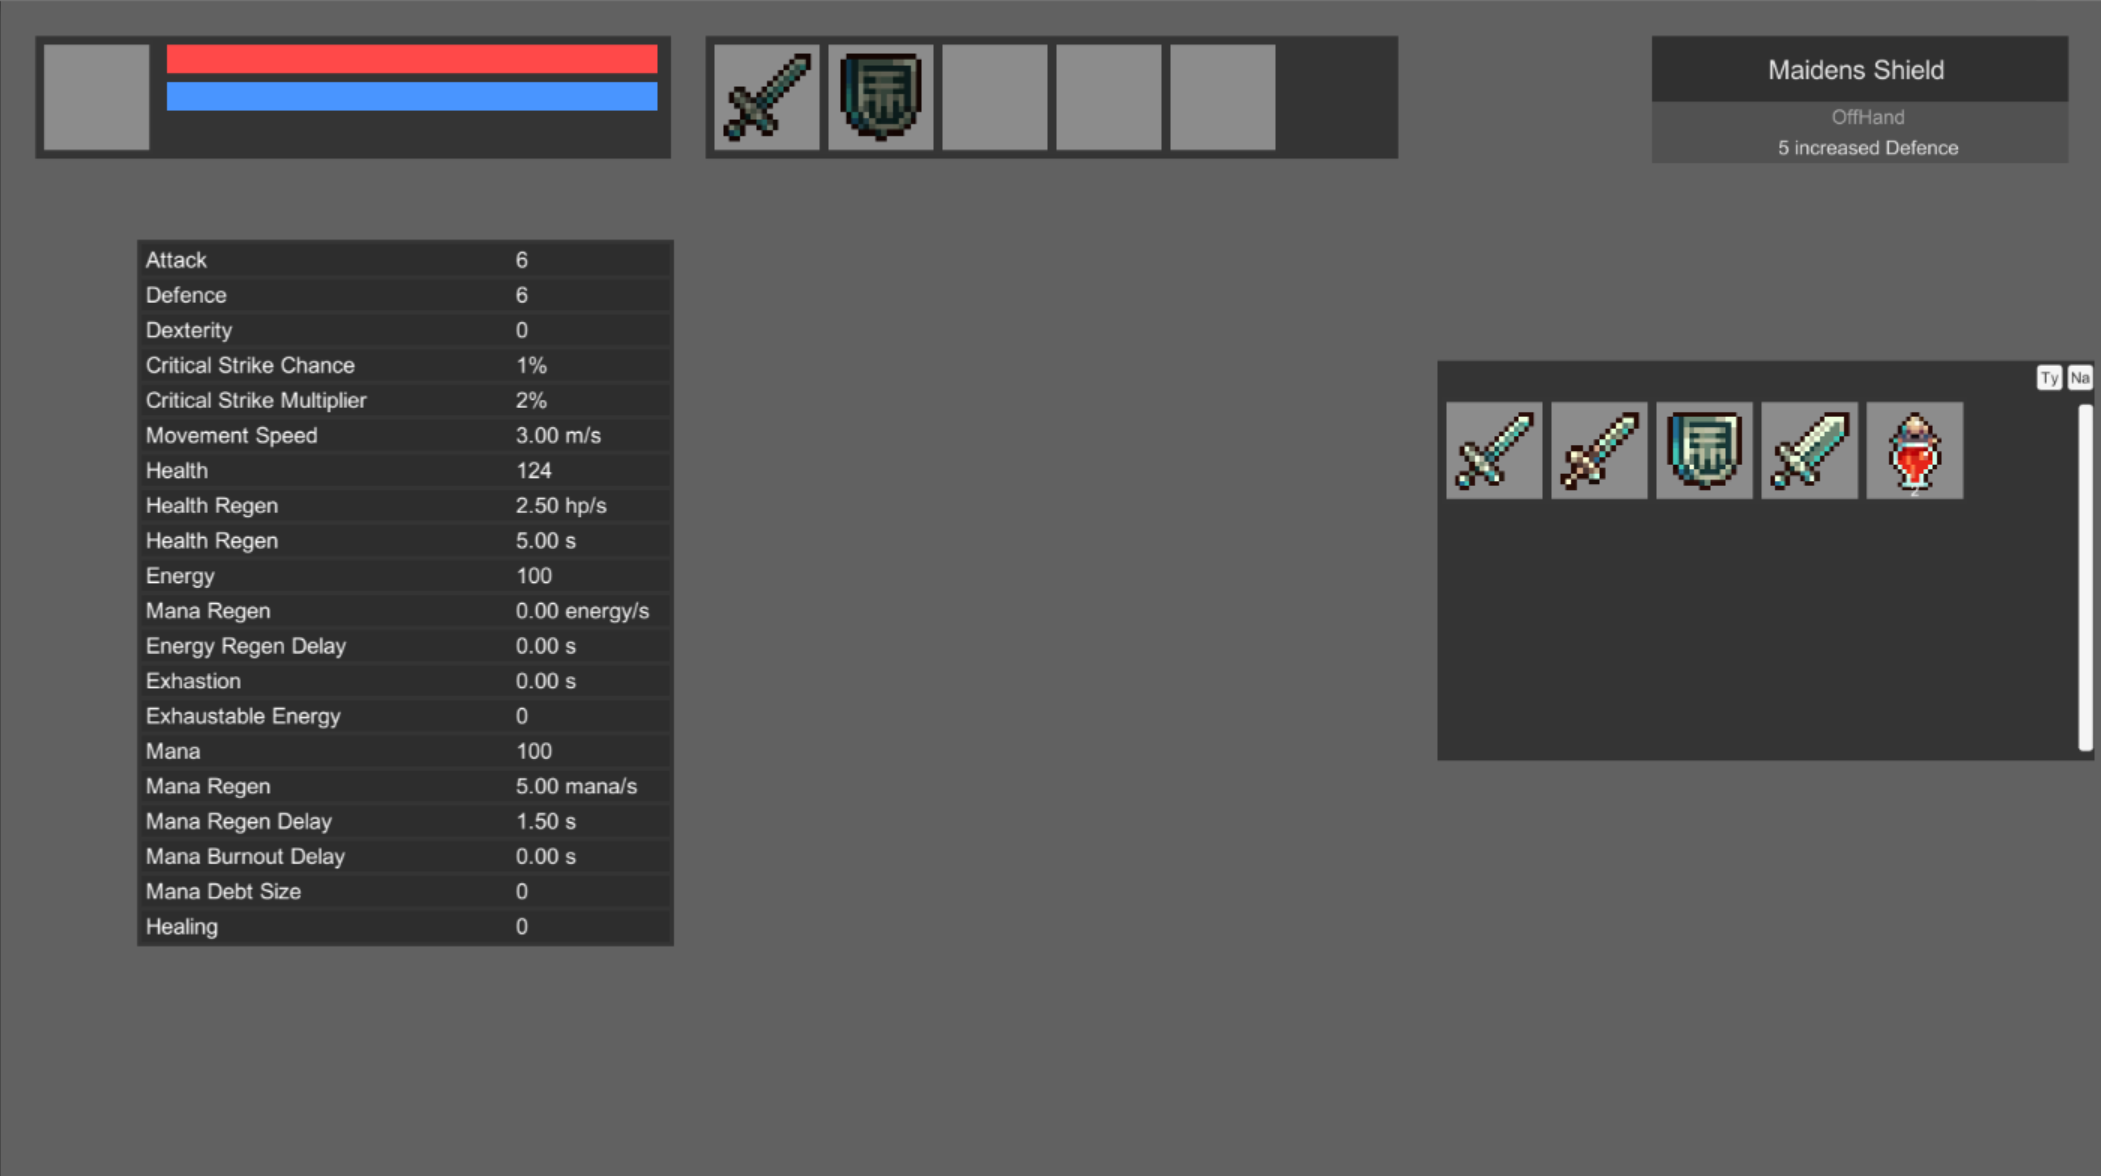 Maidens Shield
OffHand
5 increased Defence
Attack 6
Defence 6
Dexterity 0
Critical Strike Chance 1%
Critical Strike Multiplier 2%
Movement Speed 3.00 m/s
Health 124
Health Regen 2.50 hp/s
Health Regen 5.00 s
Energy 100
Mana Regen 0.00 energy/s
Energy Regen Delay 0.00 s
Exhastion 0.00 s
Exhaustable Energy 0
Mana 100
Mana Regen 5.00 mana/s
Mana Regen Delay 1.50 s
Mana Burnout Delay 0.00 s
Mana Debt Size 0
Healing 0
Ty Na